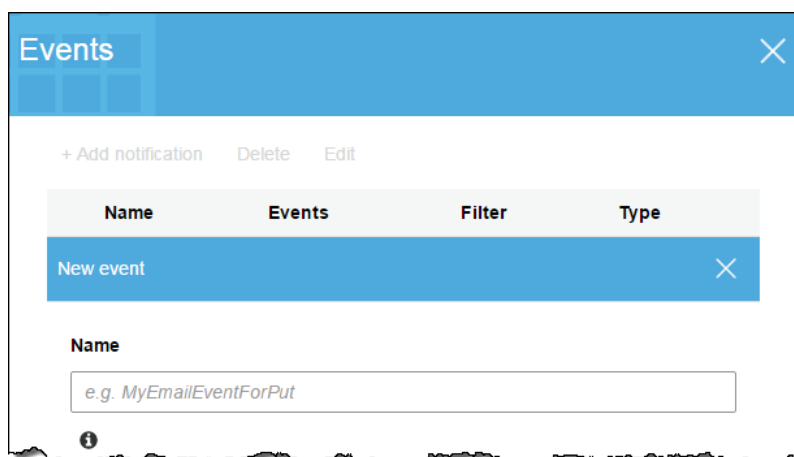 Events
+ Add notification Delete Edit
Name Events Filter Type
New event
Name
e.g. MyEmailEventForPut